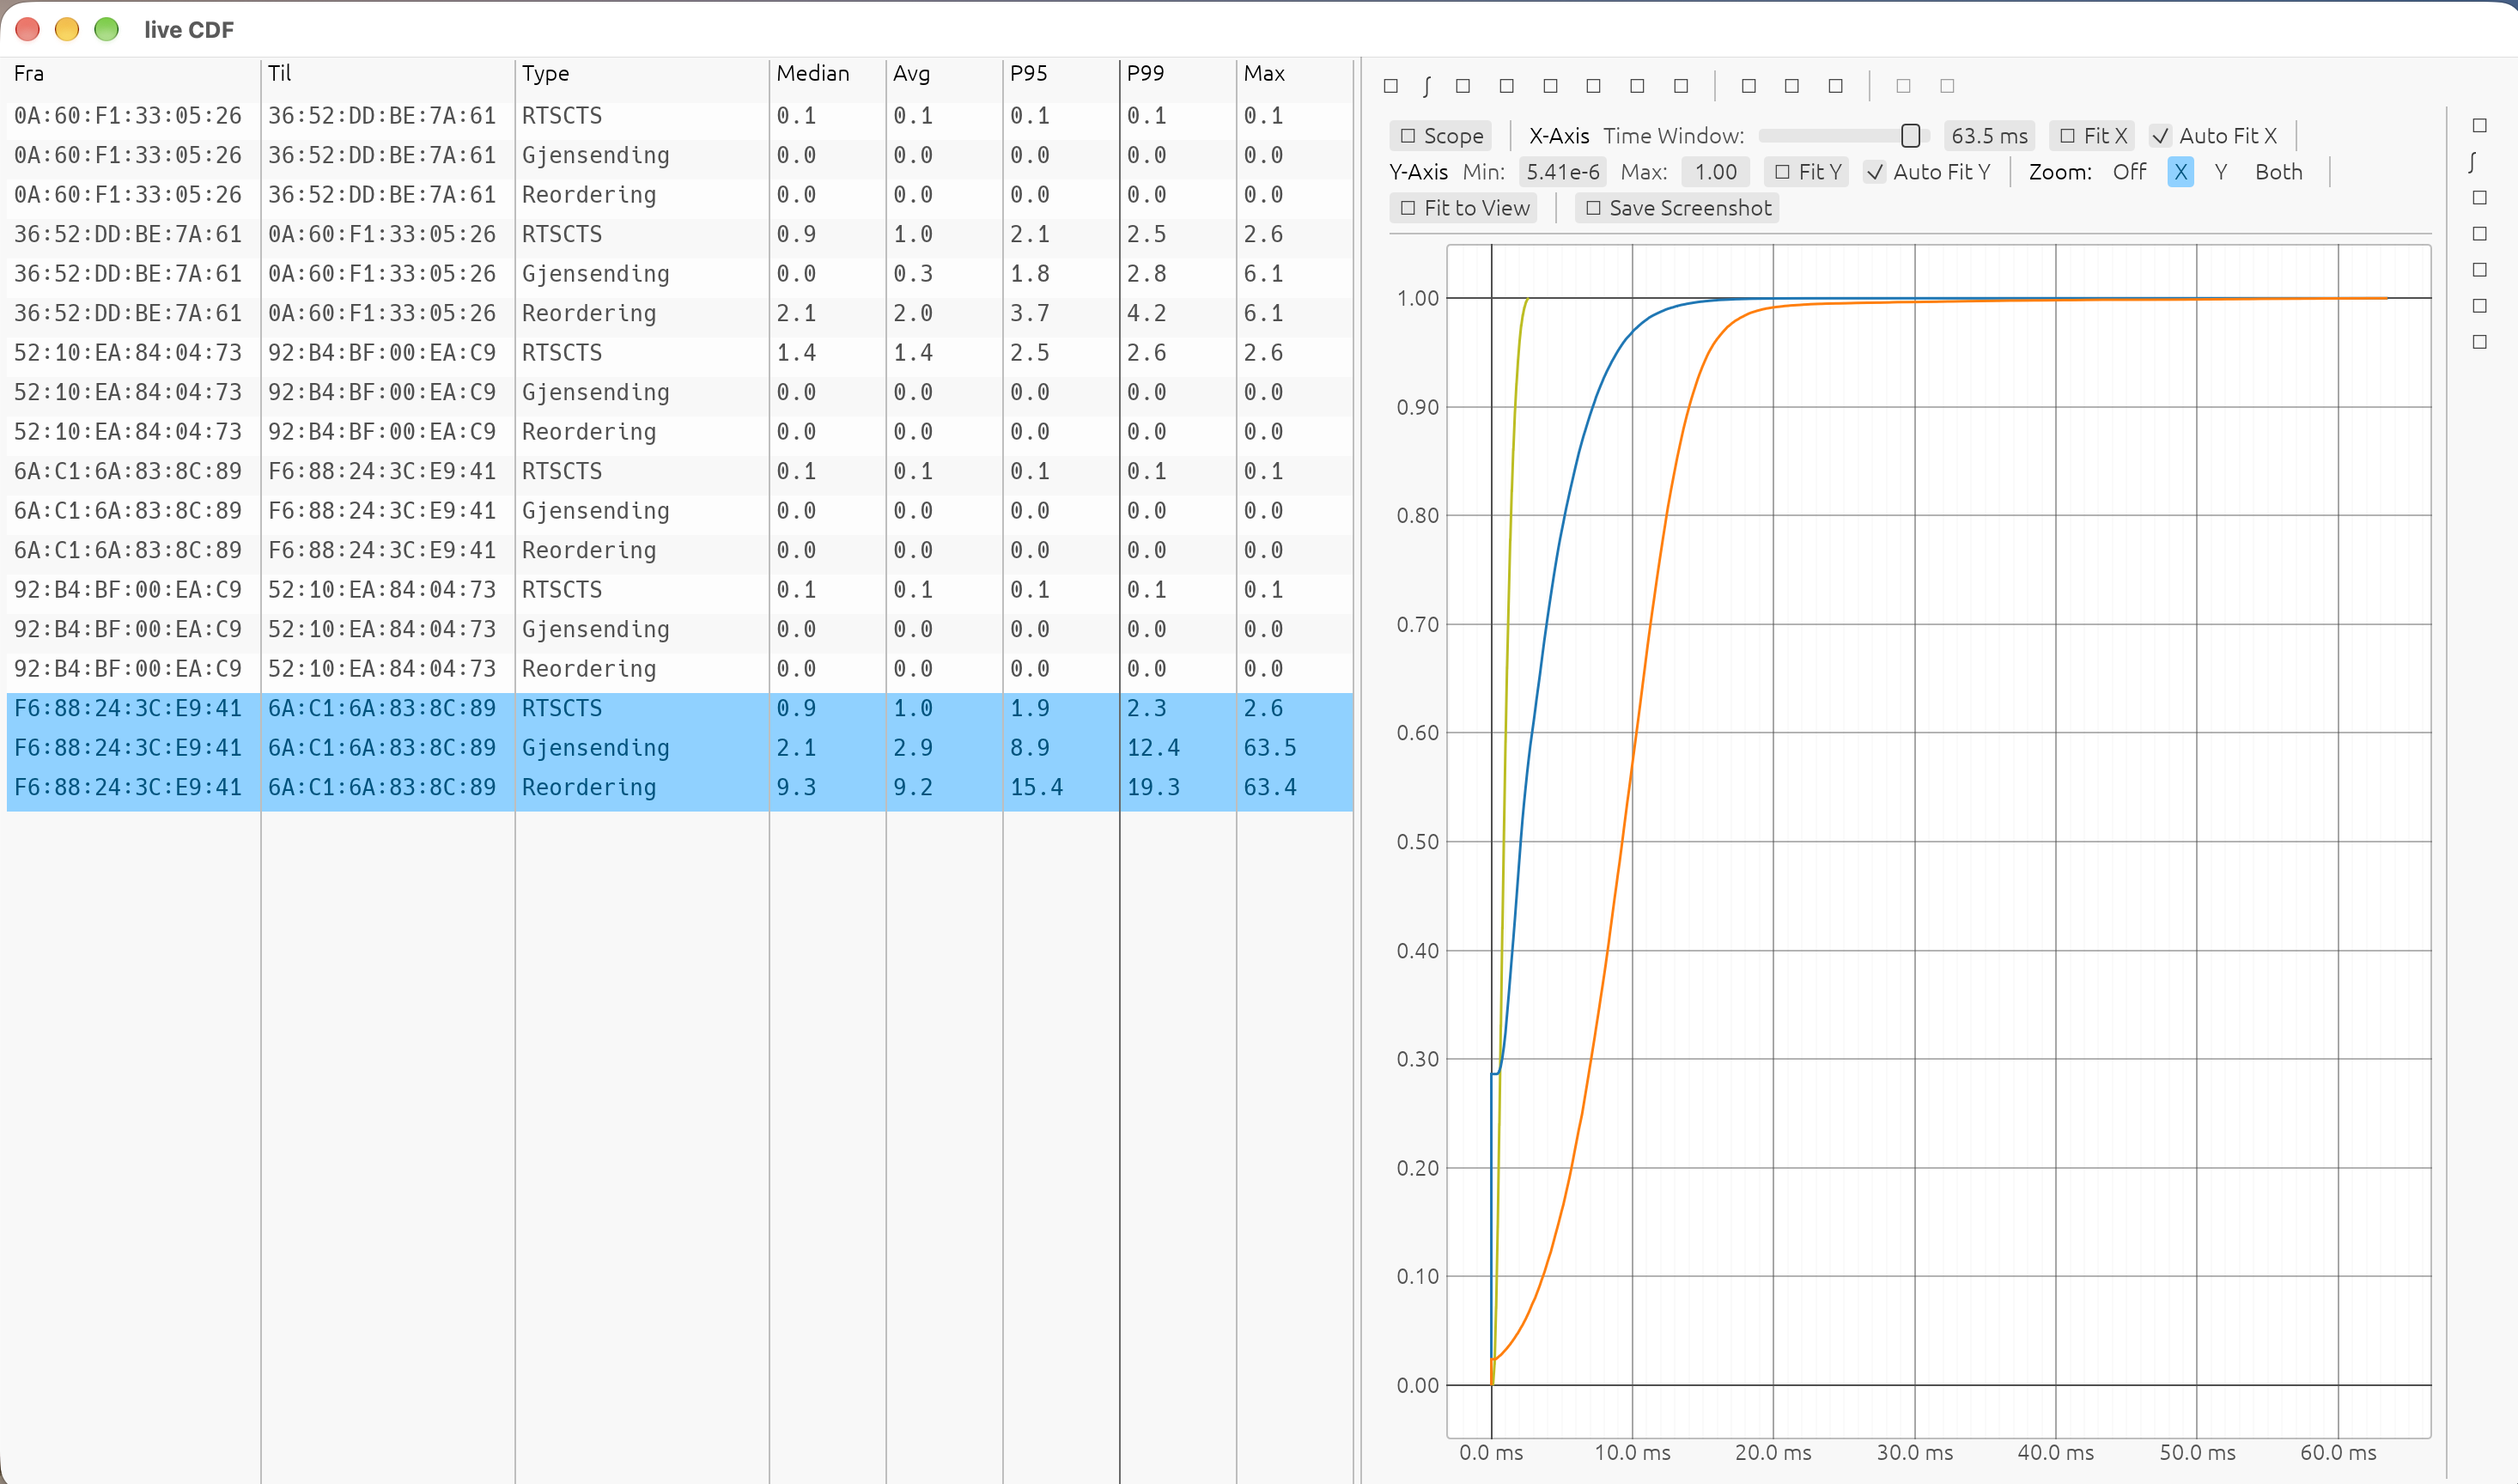 live CDF
Fra Til Type Median Avg P95 P99 Max
0A:60:F1:33:05:26 36:52:DD:BE:7A:61 RTSCTS 0.1 0.1 0.1 0.1 0.1
0A:60:F1:33:05:26 36:52:DD:BE:7A:61 Gjensending 0.0 0.0 0.0 0.0 0.0
0A:60:F1:33:05:26 36:52:DD:BE:7A:61 Reordering 0.0 0.0 0.0 0.0 0.0
36:52:DD:BE:7A:61 0A:60:F1:33:05:26 RTSCTS 0.9 1.0 2.1 2.5 2.6
36:52:DD:BE:7A:61 0A:60:F1:33:05:26 Gjensending 0.0 0.3 1.8 2.8 6.1
36:52:DD:BE:7A:61 0A:60:F1:33:05:26 Reordering 2.1 2.0 3.7 4.2 6.1
52:10:EA:84:04:73 92:B4:BF:00:EA:C9 RTSCTS 1.4 1.4 2.5 2.6 2.6
52:10:EA:84:04:73 92:B4:BF:00:EA:C9 Gjensending 0.0 0.0 0.0 0.0 0.0
52:10:EA:84:04:73 92:B4:BF:00:EA:C9 Reordering 0.0 0.0 0.0 0.0 0.0
6A:C1:6A:83:8C:89 F6:88:24:3C:E9:41 RTSCTS 0.1 0.1 0.1 0.1 0.1
6A:C1:6A:83:8C:89 F6:88:24:3C:E9:41 Gjensending 0.0 0.0 0.0 0.0 0.0
6A:C1:6A:83:8C:89 F6:88:24:3C:E9:41 Reordering 0.0 0.0 0.0 0.0 0.0
92:B4:BF:00:EA:C9 52:10:EA:84:04:73 RTSCTS 0.1 0.1 0.1 0.1 0.1
92:B4:BF:00:EA:C9 52:10:EA:84:04:73 Gjensending 0.0 0.0 0.0 0.0 0.0
92:B4:BF:00:EA:C9 52:10:EA:84:04:73 Reordering 0.0 0.0 0.0 0.0 0.0
F6:88:24:3C:E9:41 6A:C1:6A:83:8C:89 RTSCTS 0.9 1.0 1.9 2.3 2.6
F6:88:24:3C:E9:41 6A:C1:6A:83:8C:89 Gjensending 2.1 2.9 8.9 12.4 63.5
F6:88:24:3C:E9:41 6A:C1:6A:83:8C:89 Reordering 9.3 9.2 15.4 19.3 63.4
∫
Scope X-Axis Time Window: 63.5 ms Fit X Auto Fit X
Y-Axis Min: 5.41e-6 Max: 1.00 Fit Y Auto Fit Y Zoom: Off X Y Both
Fit to View Save Screenshot
∫
1.00
0.90
0.80
0.70
0.60
0.50
0.40
0.30
0.20
0.10
0.00
0.0 ms 10.0 ms 20.0 ms 30.0 ms 40.0 ms 50.0 ms 60.0 ms